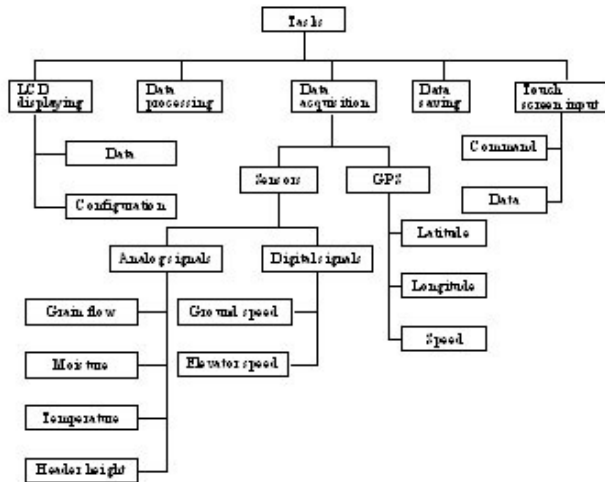 Tasks
LCD
displaying
Data
processing
Data
acquisition
Data
saving
Touch
screen input
Data
Command
Sensors
GPS
Configuration
Data
Latitude
Analog signals
Digital signals
Longitude
Grain flow
Ground speed
Speed
Moisture
Elevator speed
Temperature
Header height